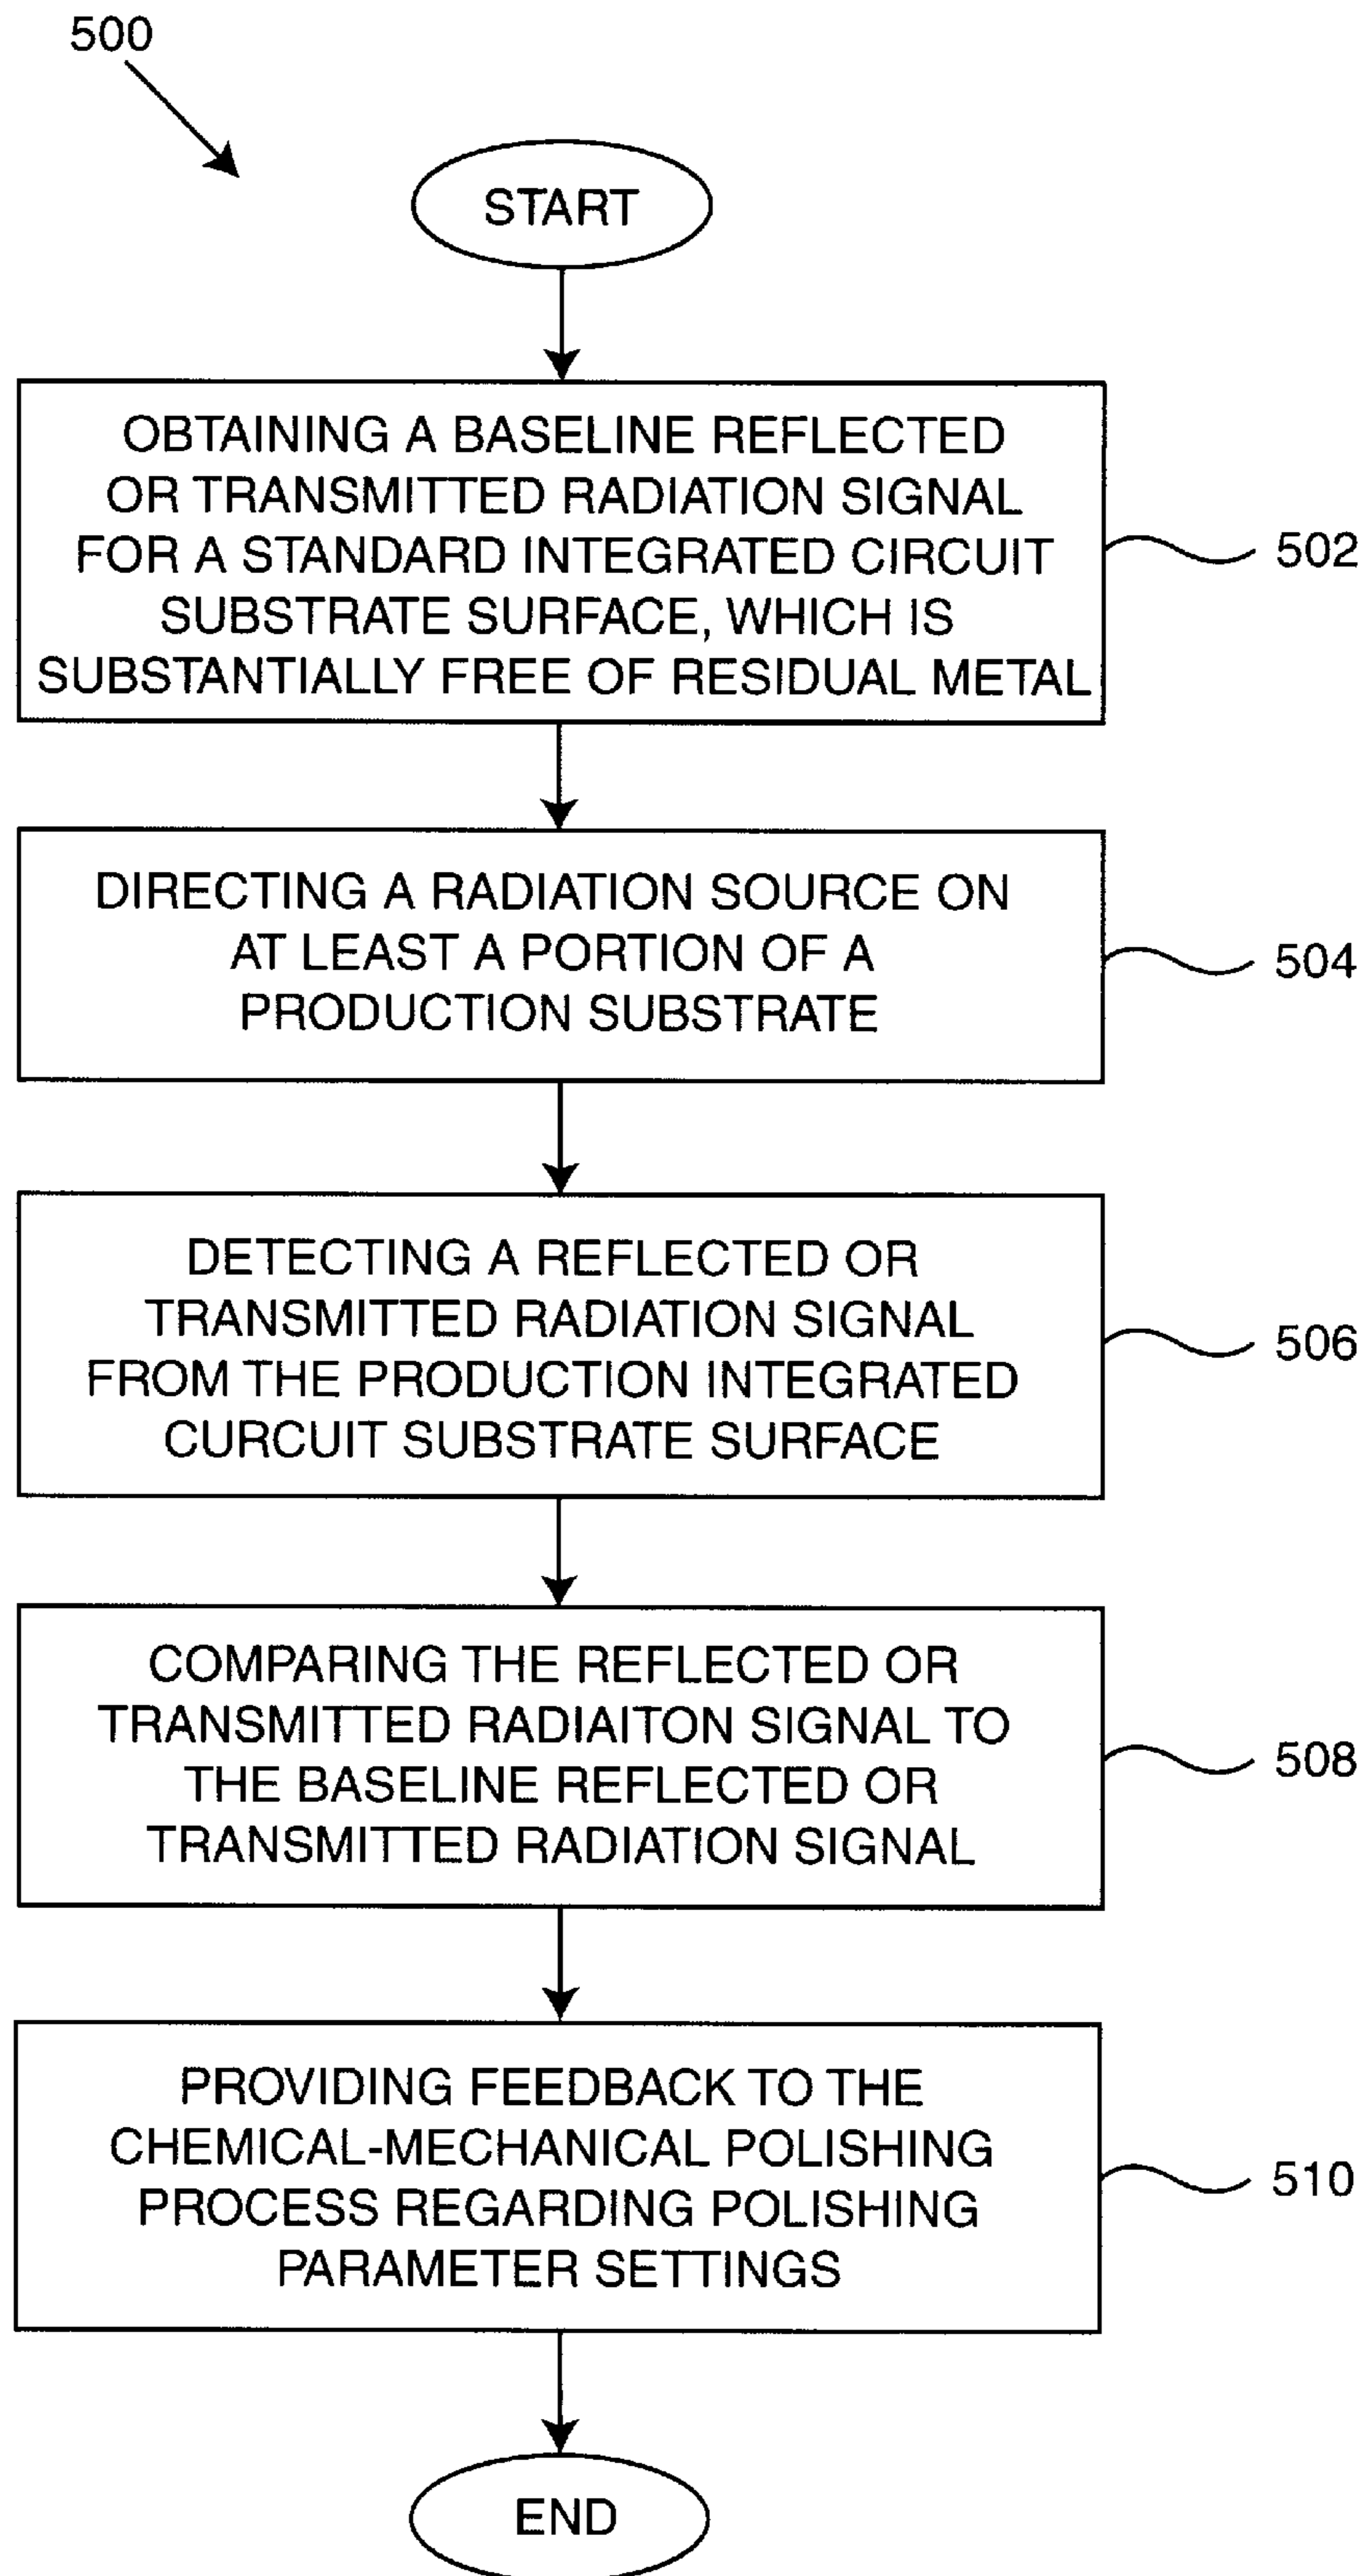 500
START
OBTAINING A BASELINE REFLECTED
OR TRANSMITTED RADIATION SIGNAL
FOR A STANDARD INTEGRATED CIRCUIT
SUBSTRATE SURFACE, WHICH IS
SUBSTANTIALLY FREE OF RESIDUAL METAL
502
DIRECTING A RADIATION SOURCE ON
AT LEAST A PORTION OF A
PRODUCTION SUBSTRATE
504
DETECTING A REFLECTED OR
TRANSMITTED RADIATION SIGNAL
FROM THE PRODUCTION INTEGRATED
CURCUIT SUBSTRATE SURFACE
506
COMPARING THE REFLECTED OR
TRANSMITTED RADIAITON SIGNAL TO
THE BASELINE REFLECTED OR
TRANSMITTED RADIATION SIGNAL
508
PROVIDING FEEDBACK TO THE
CHEMICAL-MECHANICAL POLISHING
PROCESS REGARDING POLISHING
PARAMETER SETTINGS
510
END